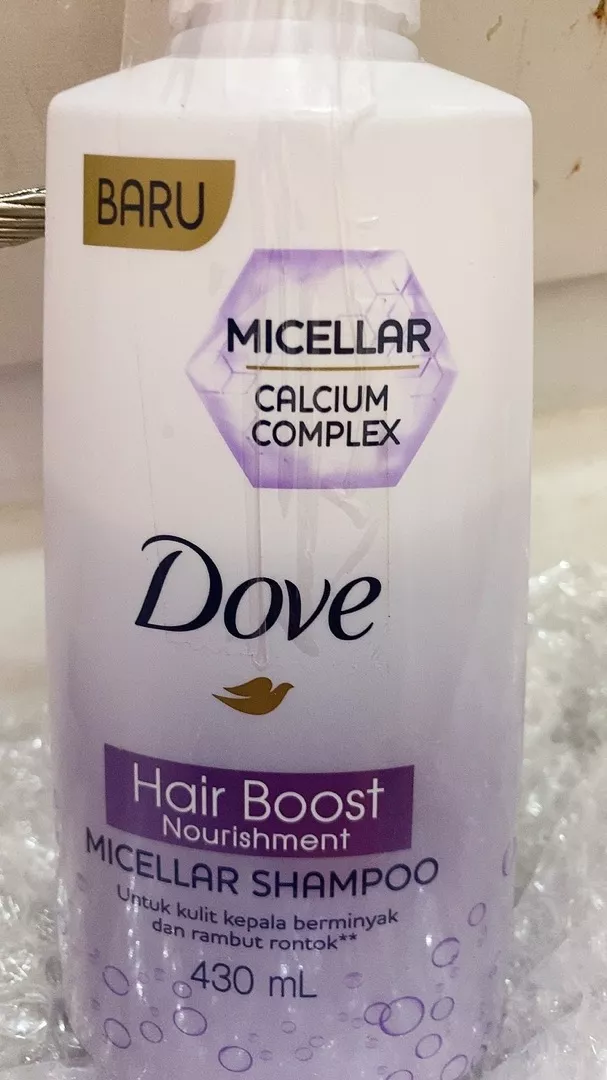 BARU
MICELLAR
CALCIUM
COMPLEX
Dove
Hair Boost
Nourishment
MICELLAR SHAMPOO
Untuk kulit kepala berminyak
dan rambut rontok**
430 mL